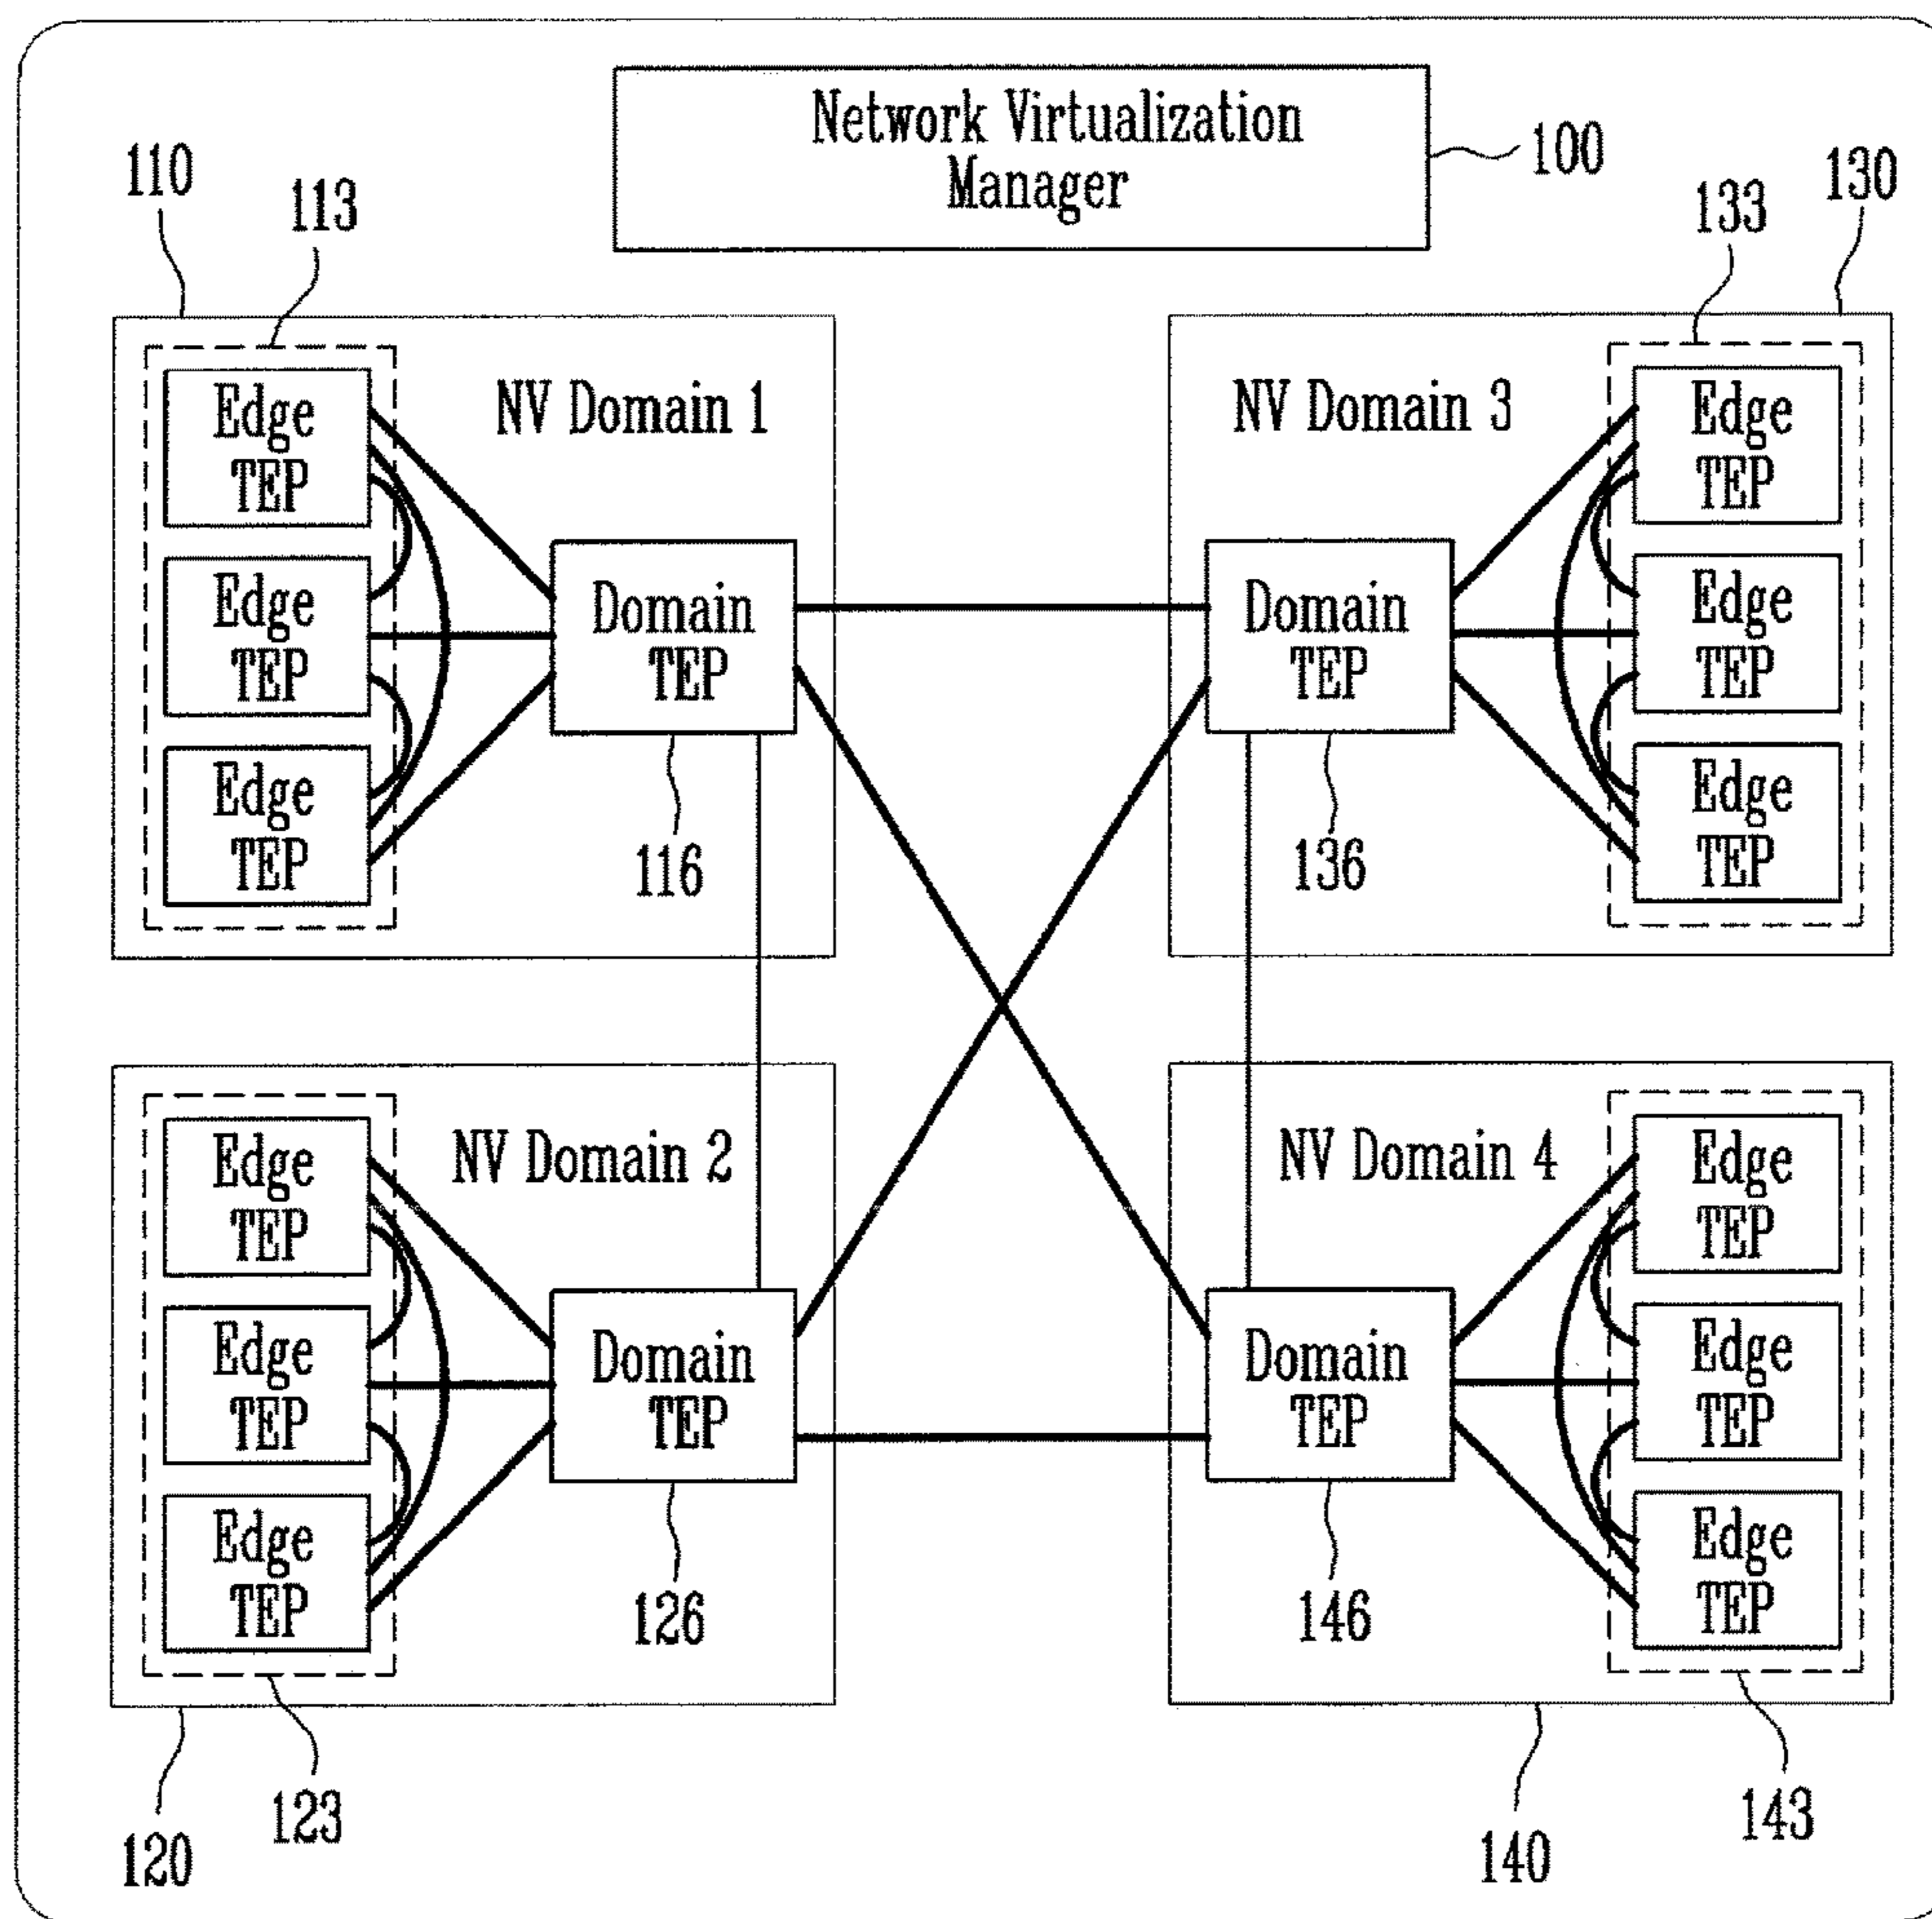 Network Virtualization
Manager
100
110
113
130
133
NV Domain 1
Edge
TEP
Edge
TEP
Edge
TEP
Domain
TEP
116
NV Domain 3
Domain
TEP
136
Edge
TEP
Edge
TEP
Edge
TEP
NV Domain 2
Edge
TEP
Edge
TEP
Edge
TEP
Domain
TEP
126
123
120
NV Domain 4
Domain
TEP
146
Edge
TEP
Edge
TEP
Edge
TEP
143
140